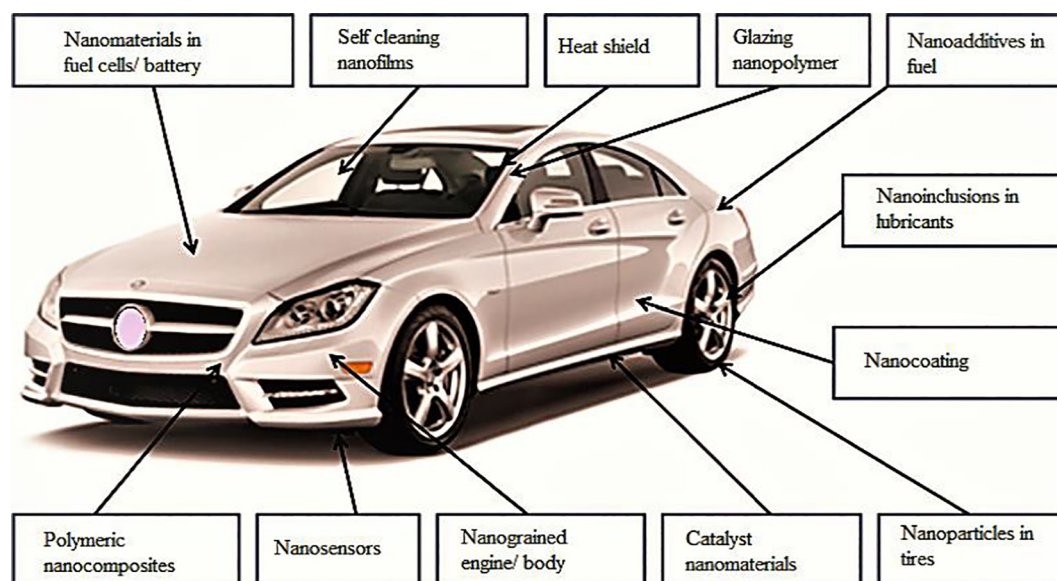 Nanomaterials in
fuel cells/ battery
Self cleaning
nanofilms
Heat shield
Glazing
nanopolymer
Nanoadditives in
fuel
Nanoinclusions in
lubricants
Nanocoating
Polymeric
nanocomposites
Nanosensors
Nanograined
engine/ body
Catalyst
nanomaterials
Nanoparticles in
tires